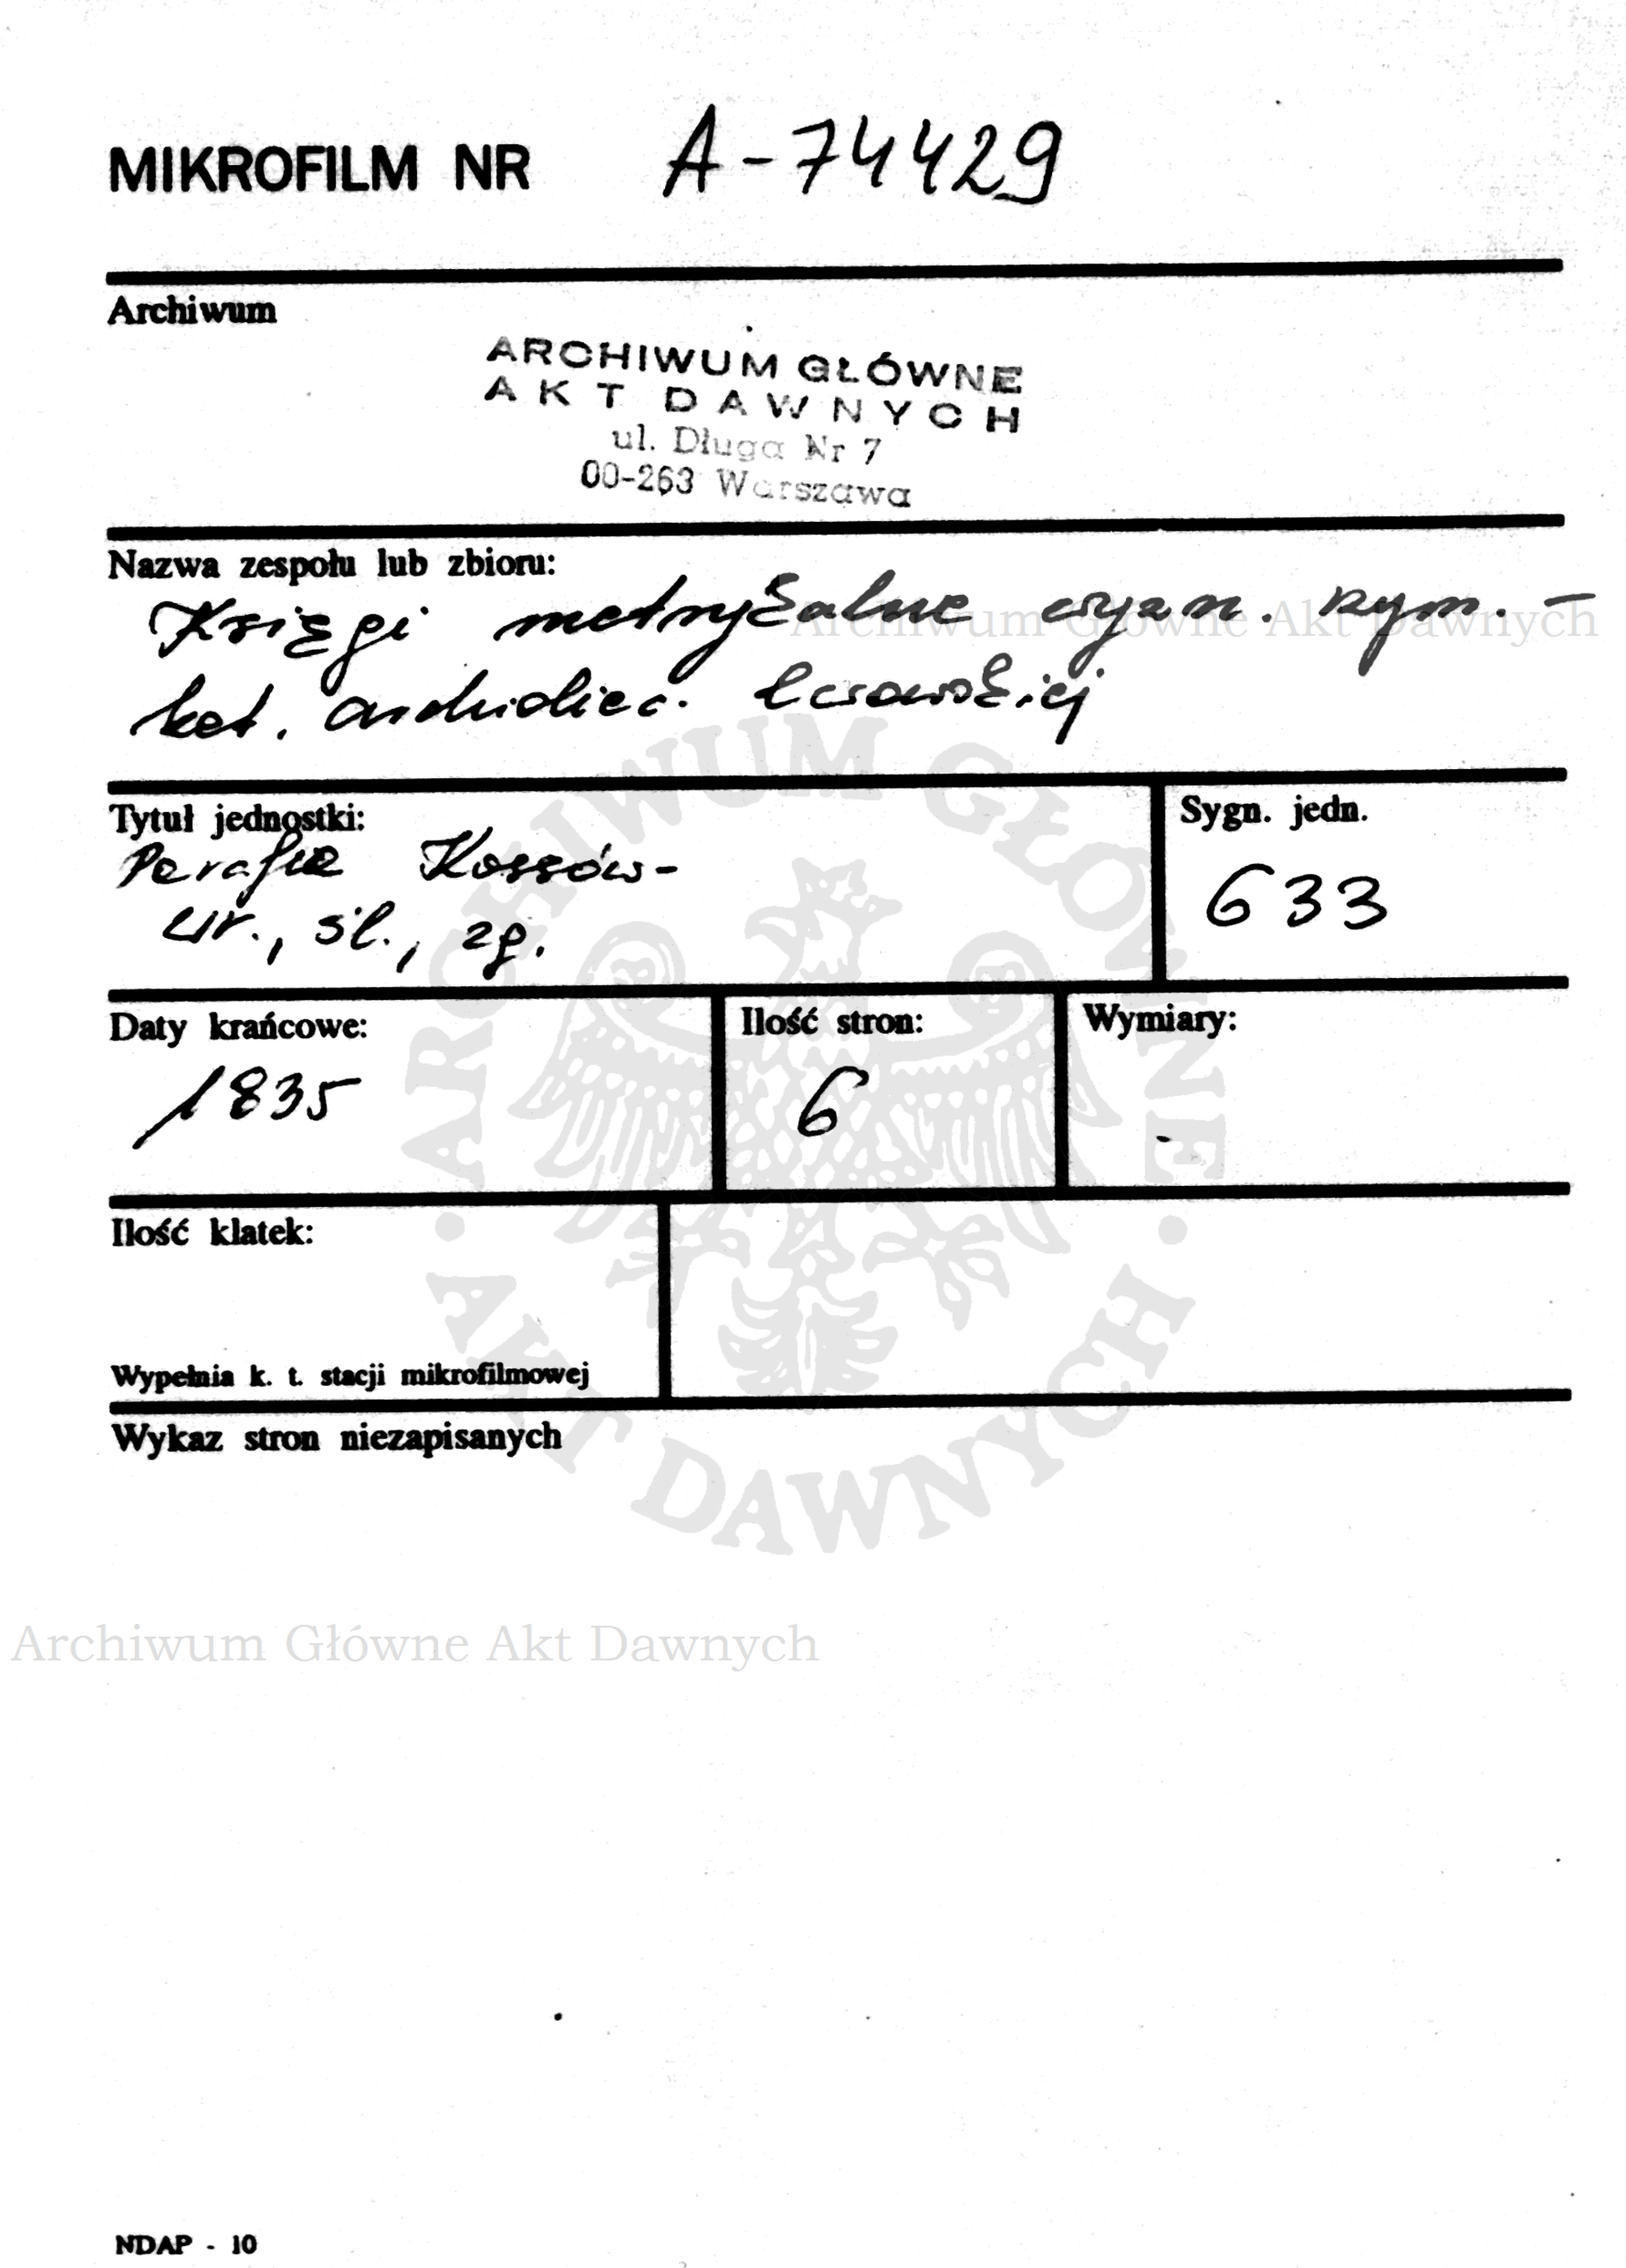 MIKROFILM NR A-74429
Archiwum
ARCHIWUM GŁÓWNE
AKT DAWNYCH
ul. Długa Nr 7
00-263 Warszawa
Nazwa zespołu lub zbioru:
Księgi metrykalne wyzn. rzym. -
Archiwum Główne Akt Dawnych
kat. archidiec. lwowskiej
Tytuł jednostki:
Sygn. jedn.
Parafia Kossów -
633
ur., śl., zg.
Daty krańcowe:
Ilość stron:
Wymiary:
1835
6
Ilość klatek:
Wypełnia k. t. stacji mikrofilmowej
Wykaz stron niezapisanych
ARCHIWUM GŁÓWNE · AKT DAWNYCH ·
Archiwum Główne Akt Dawnych
NDAP - 10